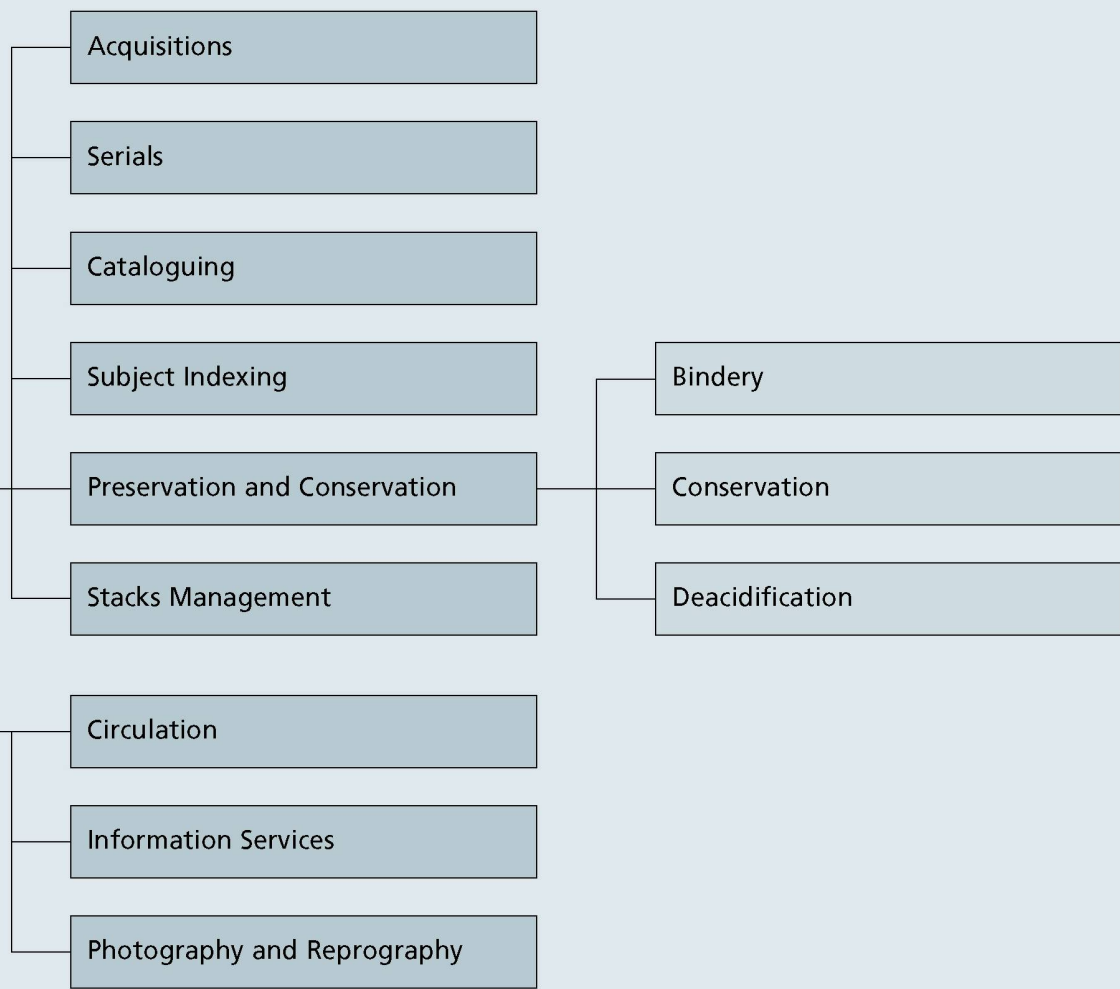 Acquisitions
Serials
Cataloguing
Subject Indexing
Bindery
Preservation and Conservation
Conservation
Stacks Management
Deacidification
Circulation
Information Services
Photography and Reprography